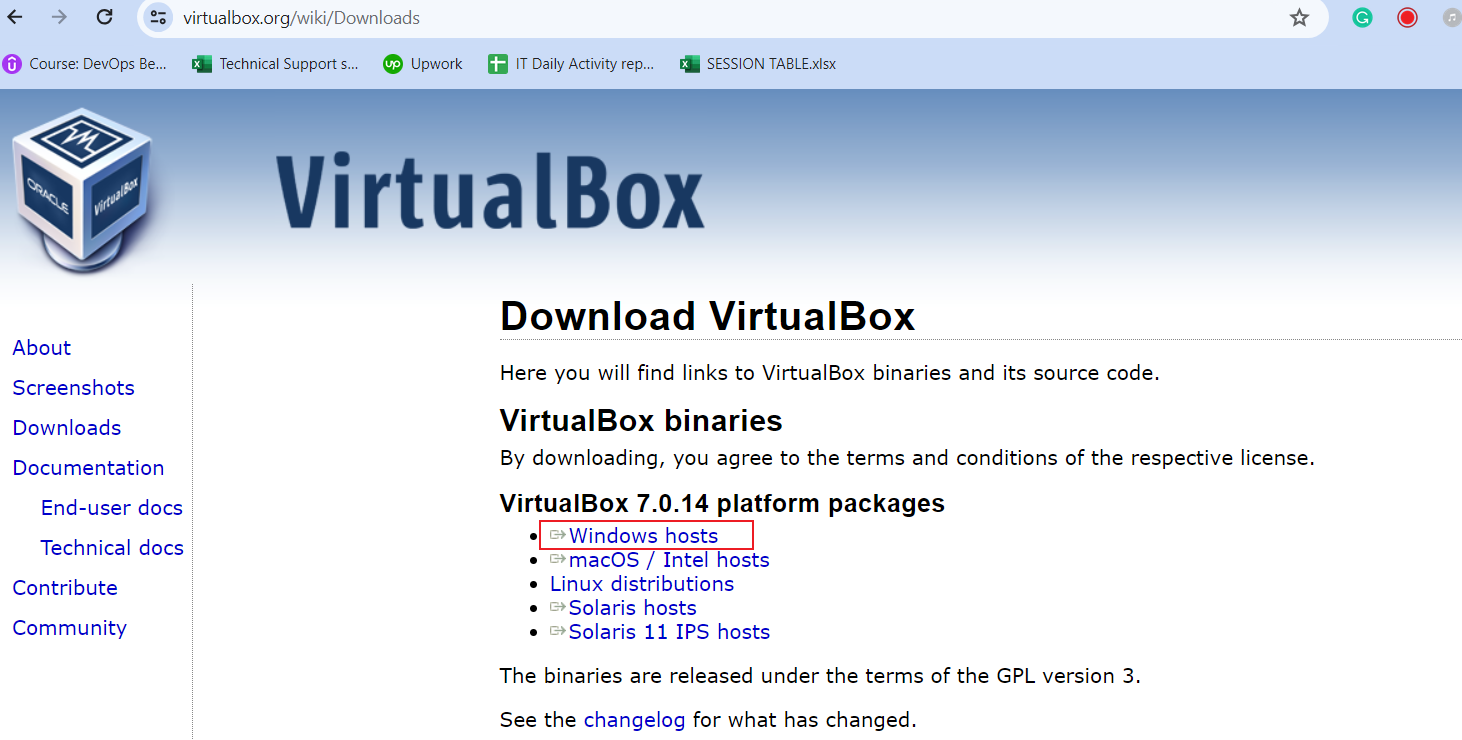 virtualbox.org/wiki/Downloads
Course: DevOps Be...
Technical Support s...
up Upwork
IT Daily Activity rep...
SESSION TABLE.xlsx
ORACLE
VirtualBox
VirtualBox
About
Screenshots
Downloads
Documentation
End-user docs
Technical docs
Contribute
Community
Download VirtualBox
Here you will find links to VirtualBox binaries and its source code.
VirtualBox binaries
By downloading, you agree to the terms and conditions of the respective license.
VirtualBox 7.0.14 platform packages
Windows hosts
macOS / Intel hosts
Linux distributions
Solaris hosts
Solaris 11 IPS hosts
The binaries are released under the terms of the GPL version 3.
See the changelog for what has changed.